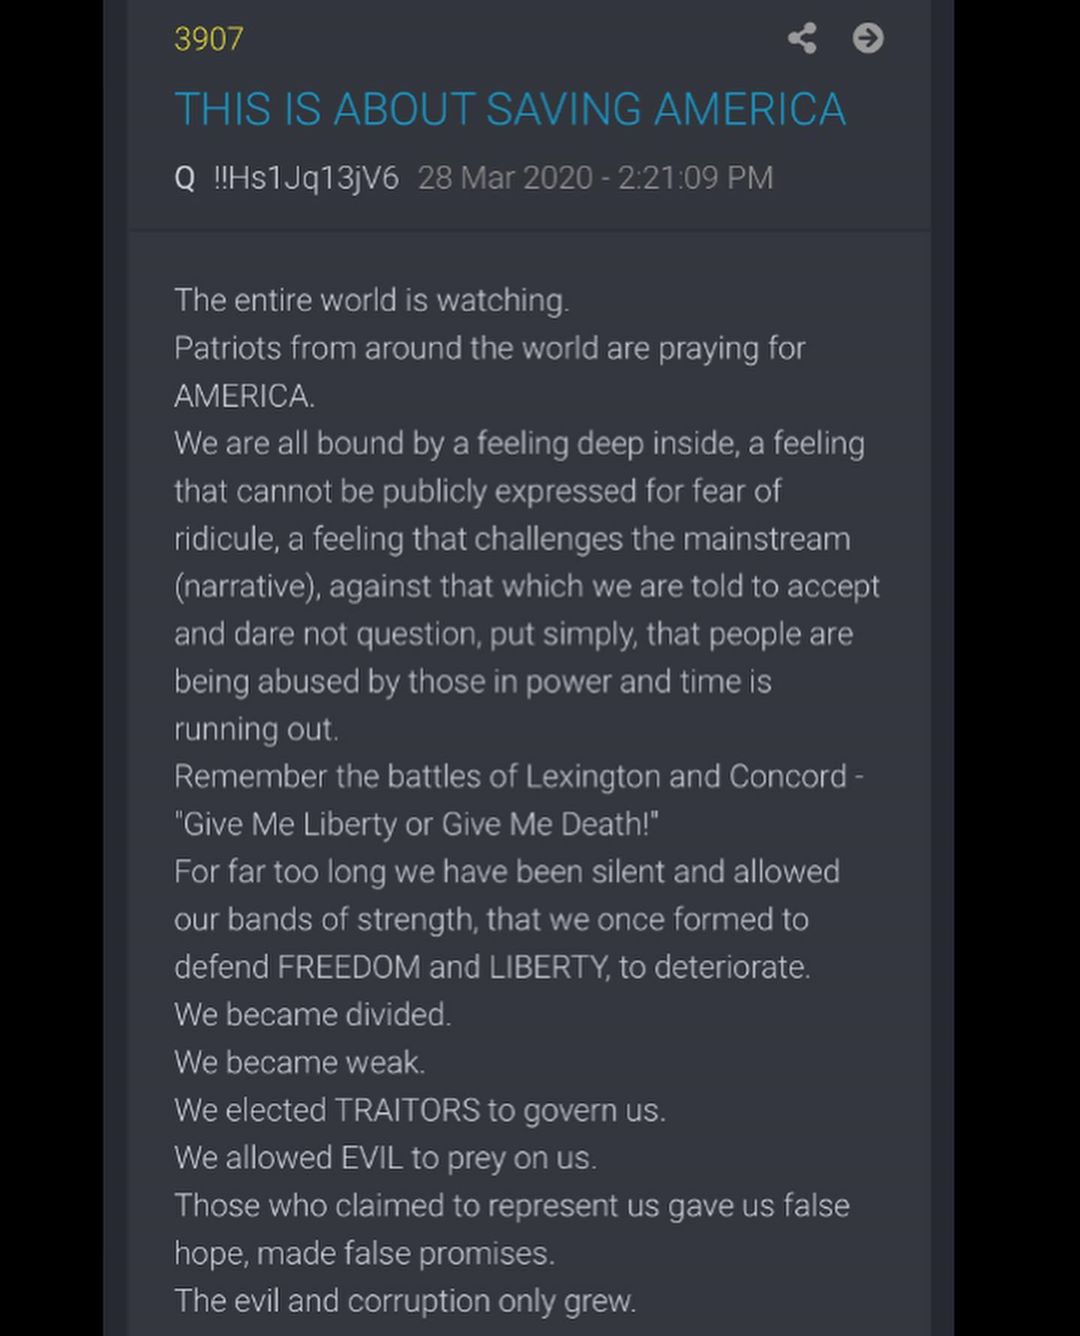 3907
THIS IS ABOUT SAVING AMERICA
Q !!Hs1Jq13jV6 28 Mar 2020 - 2:21:09 PM
The entire world is watching.
Patriots from around the world are praying for
AMERICA.
We are all bound by a feeling deep inside, a feeling
that cannot be publicly expressed for fear of
ridicule, a feeling that challenges the mainstream
(narrative), against that which we are told to accept
and dare not question, put simply, that people are
being abused by those in power and time is
running out.
Remember the battles of Lexington and Concord -
"Give Me Liberty or Give Me Death!"
For far too long we have been silent and allowed
our bands of strength, that we once formed to
defend FREEDOM and LIBERTY, to deteriorate.
We became divided.
We became weak.
We elected TRAITORS to govern us.
We allowed EVIL to prey on us.
Those who claimed to represent us gave us false
hope, made false promises.
The evil and corruption only grew.